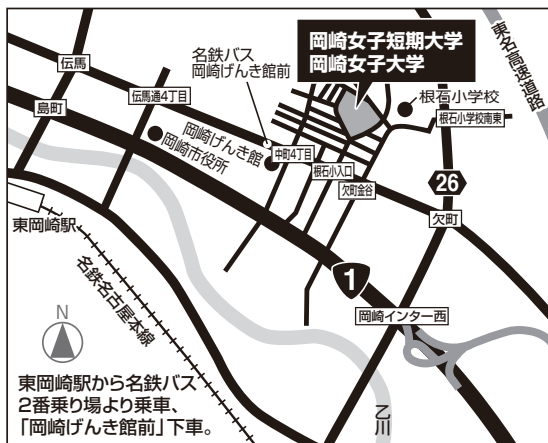 岡崎女子短期大学
岡崎女子大学
東名高速道路
伝馬
名鉄バス
岡崎げんき館前
根石小学校
伝馬通4丁目
島町
根石小学校南東
岡崎げんき館
岡崎市役所
中町4丁目
根石小入口
欠町金谷
26
欠町
東岡崎駅
名鉄名古屋本線
1
岡崎インター西
N
乙川
東岡崎駅から名鉄バス
2番乗り場より乗車、
「岡崎げんき館前」下車。